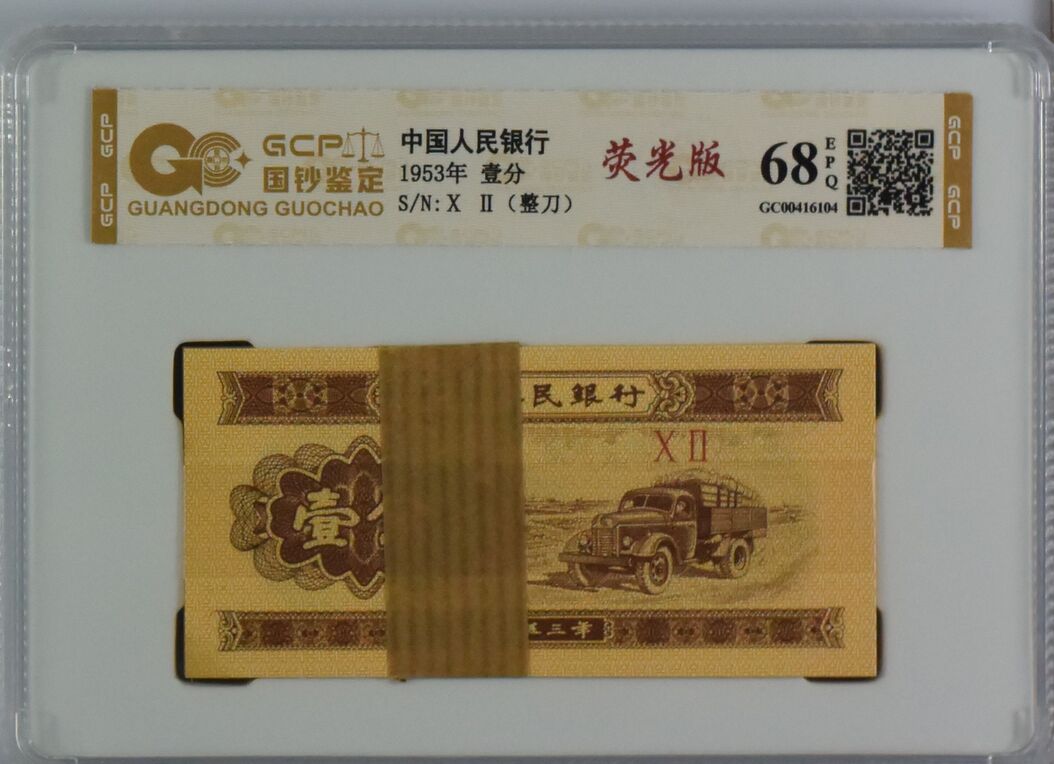 GCP
国钞鉴定
GUANGDONG GUOCHAO
中国人民银行
1953年 壹分
S/N: X II (整刀)
荧光版
68 EPQ
GC00416104
GCP
GCP
GCP
GCP
民銀行
X II
壹
三年